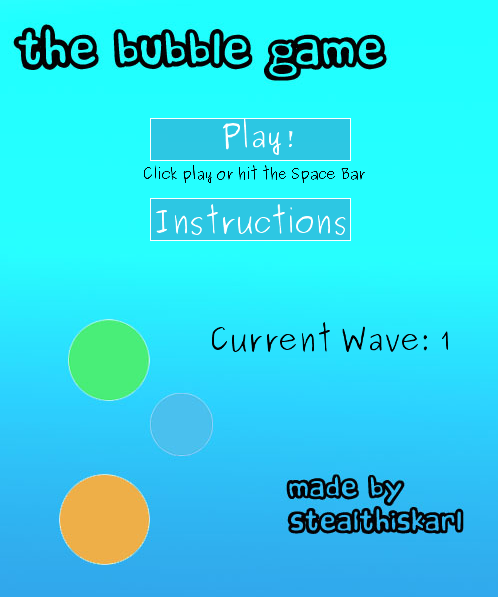 the bubble game
Play!
Click play or hit the Space Bar
Instructions
Current Wave: 1
made by
stealthiskarl